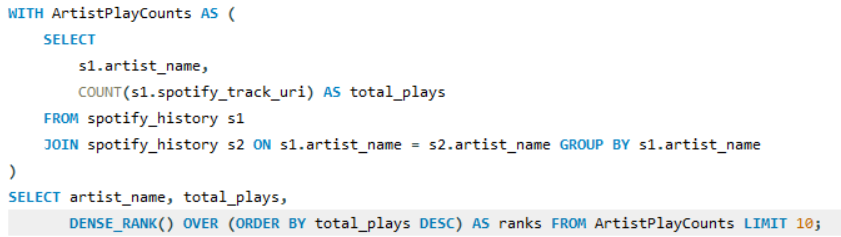 WITH ArtistPlayCounts AS (
    SELECT
        s1.artist_name,
        COUNT(s1.spotify_track_uri) AS total_plays
    FROM spotify_history s1
    JOIN spotify_history s2 ON s1.artist_name = s2.artist_name GROUP BY s1.artist_name
)
SELECT artist_name, total_plays,
       DENSE_RANK() OVER (ORDER BY total_plays DESC) AS ranks FROM ArtistPlayCounts LIMIT 10;